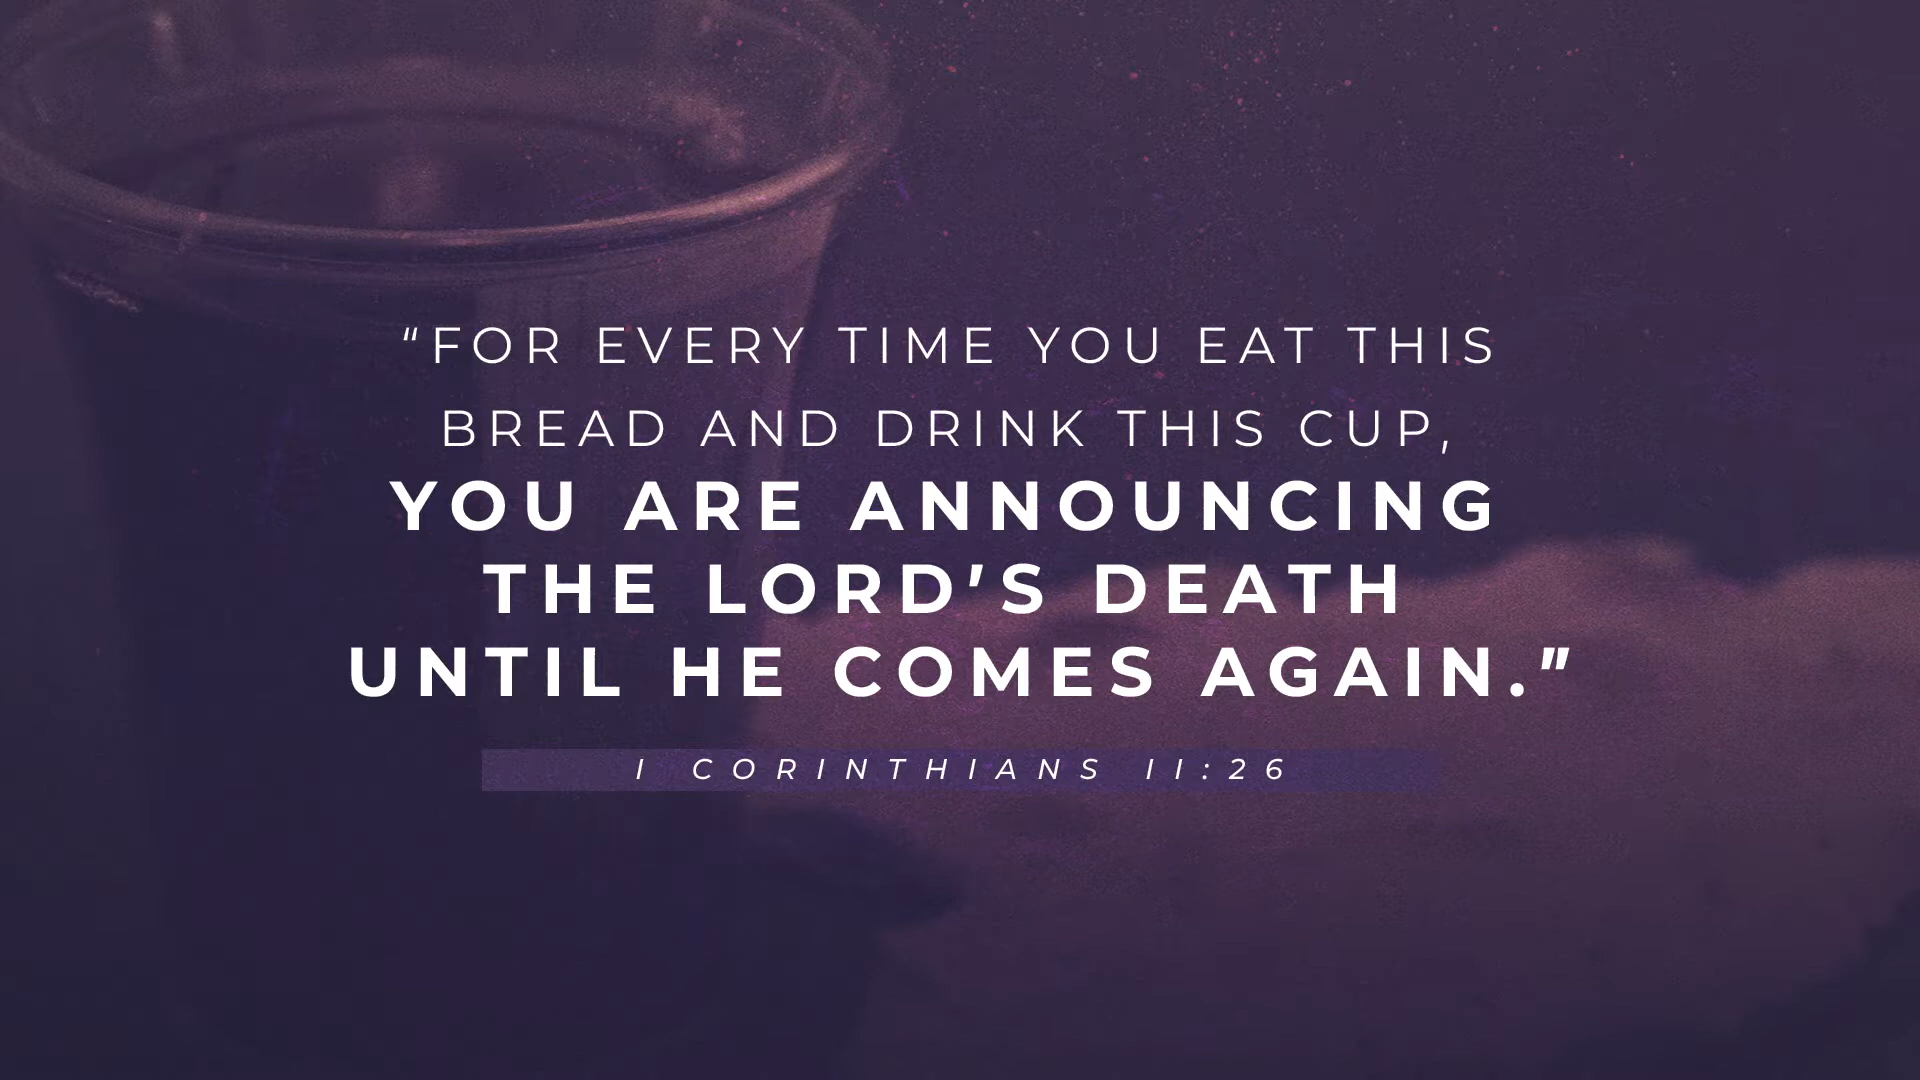 “FOR EVERY TIME YOU EAT THIS
BREAD AND DRINK THIS CUP,
YOU ARE ANNOUNCING
THE LORD'S DEATH
UNTIL HE COMES AGAIN."
I CORINTHIANS II:26